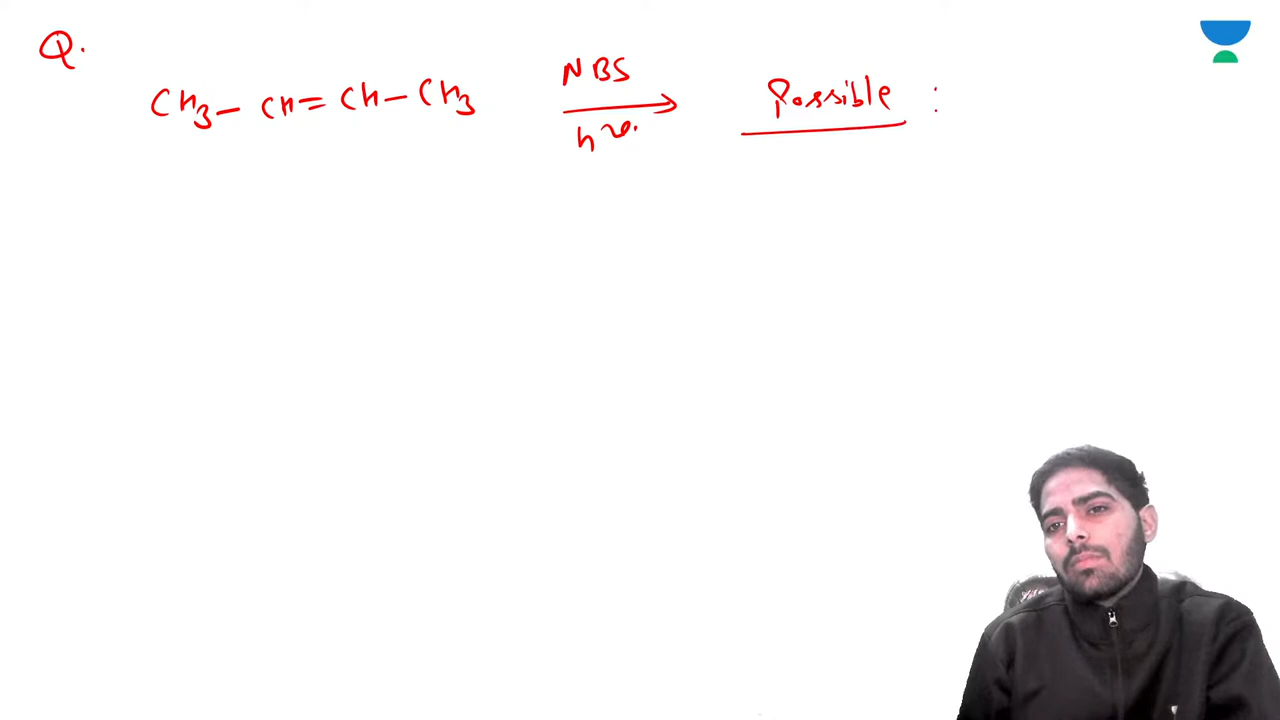 Q.
NBS
CH3-CH=CH-CH3 → Possible :
hν.